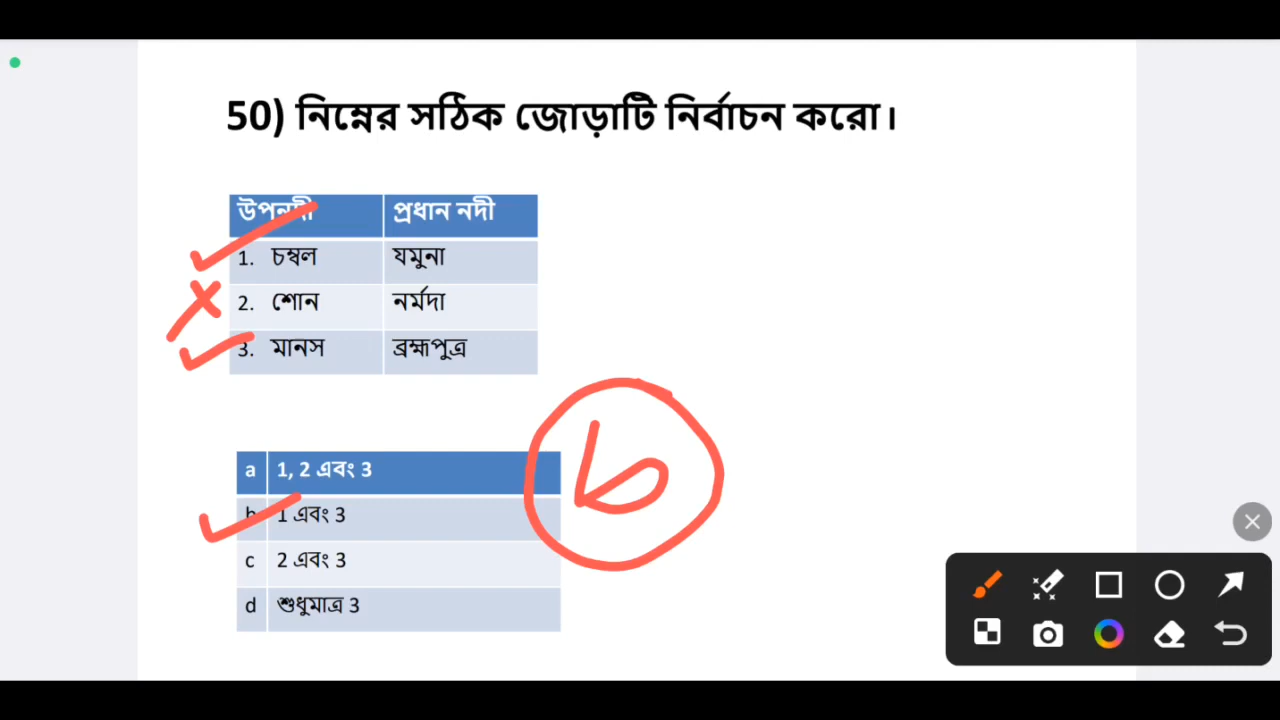 50) নিম্নের সঠিক জোড়াটি নির্বাচন করো।
উপনদী প্রধান নদী
1. চম্বল যমুনা
2. শোন নর্মদা
3. মানস ব্রহ্মপুত্র
a 1, 2 এবং 3
b 1 এবং 3
b
c 2 এবং 3
d শুধুমাত্র 3